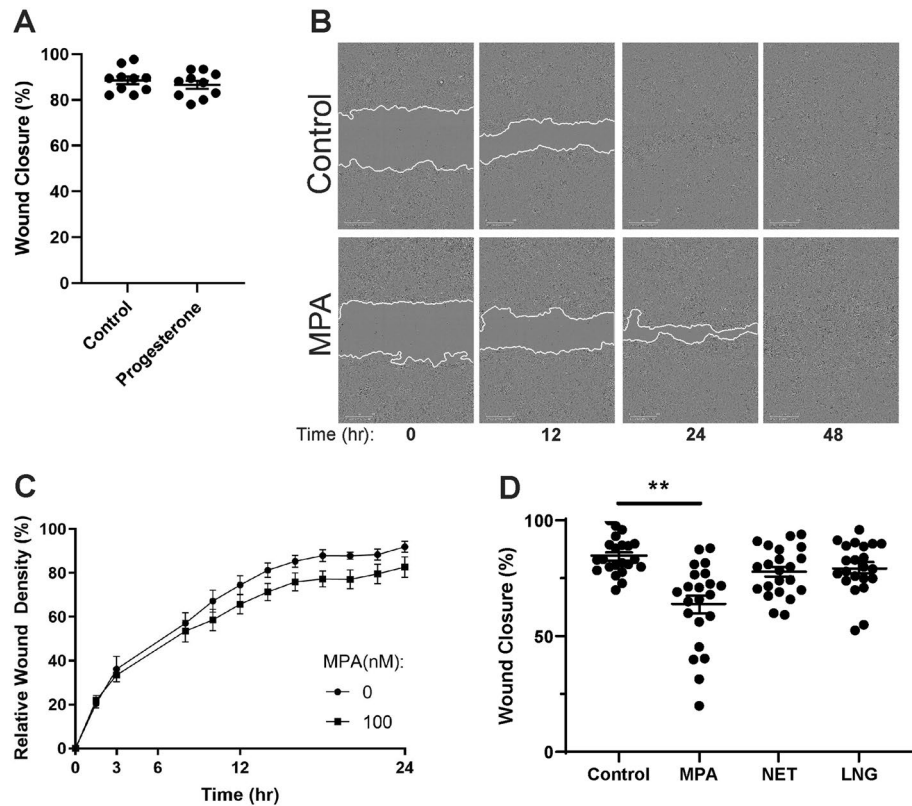 A
Wound Closure (%)
100
80
60
40
20
0
Control
Progesterone
B
Control
MPA
Time (hr): 0 12 24 48
C
Relative Wound Density (%)
100
80
60
40
20
0
MPA(nM):
0
100
0 3 6 12 24
Time (hr)
D
**
Wound Closure (%)
100
50
0
Control MPA NET LNG